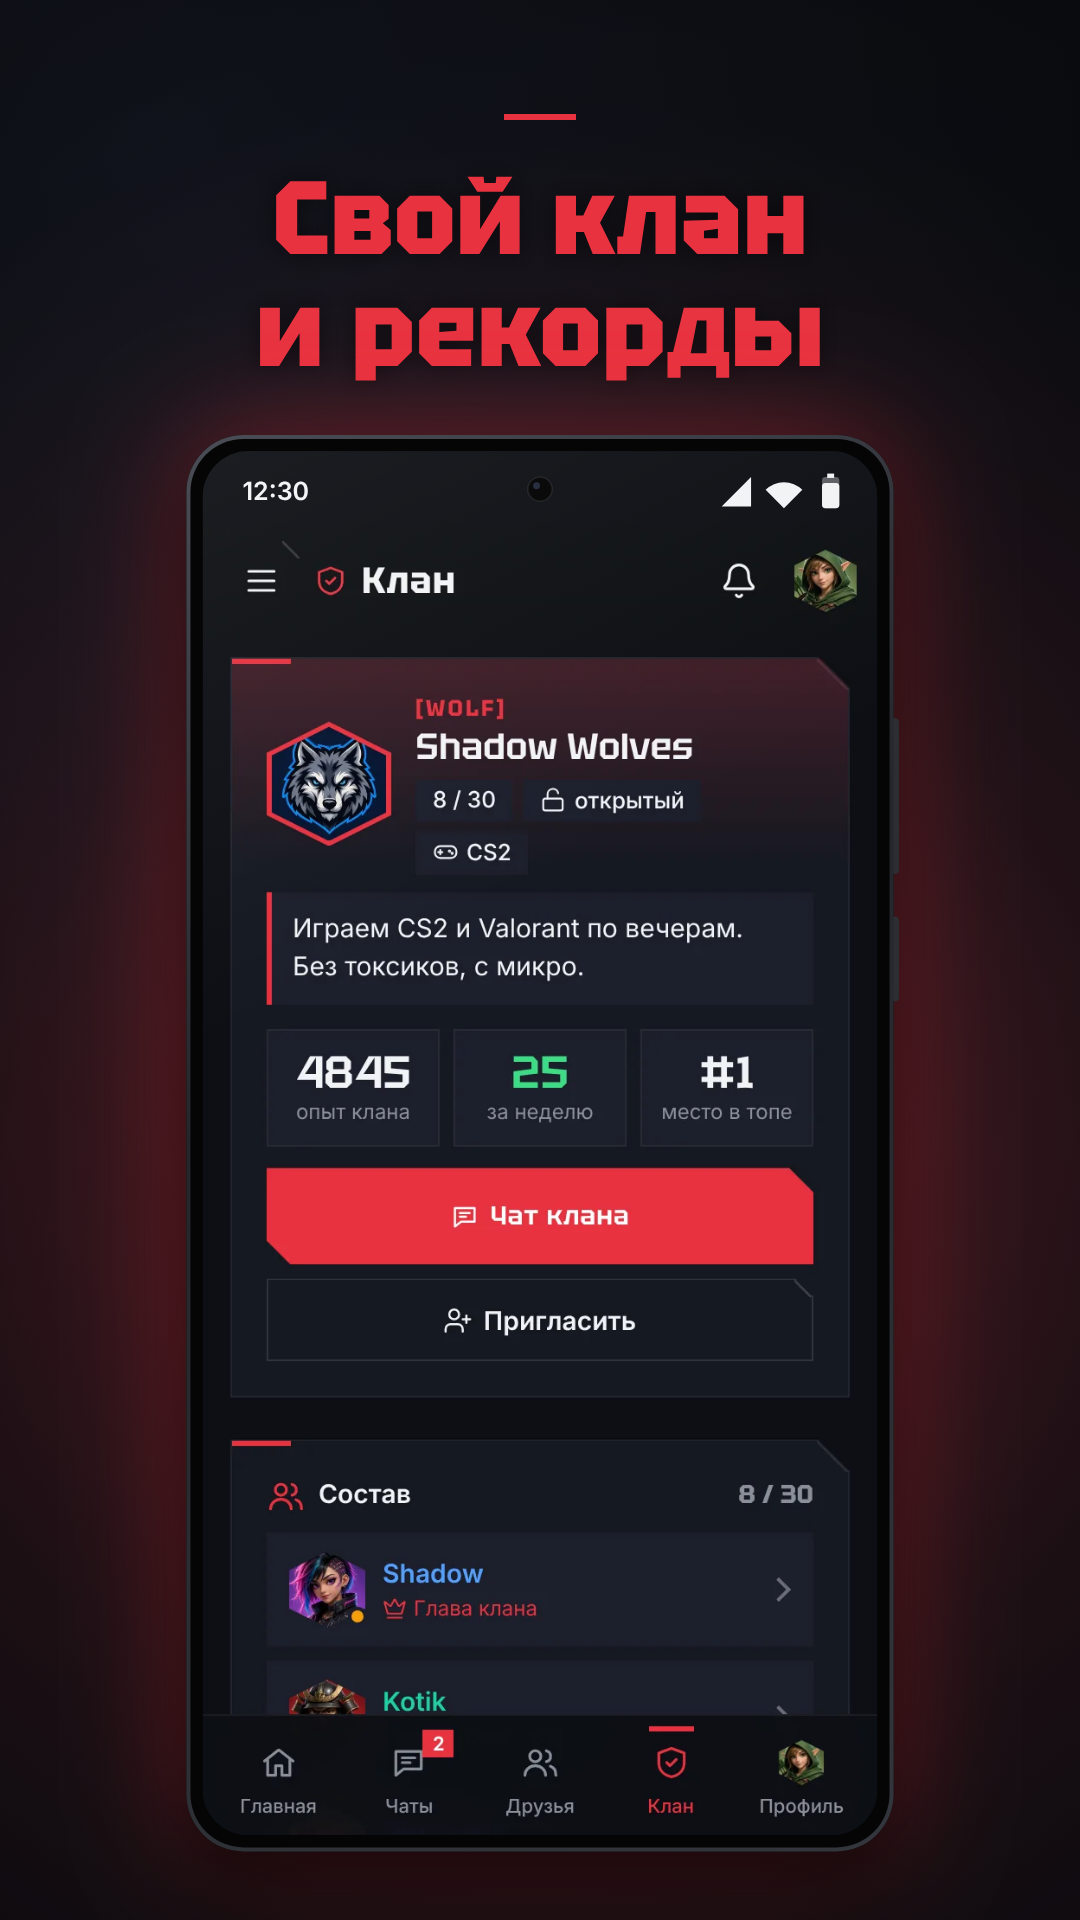 Свой клан
и рекорды
12:30
Клан
[WOLF]
Shadow Wolves
8 / 30
открытый
CS2
Играем CS2 и Valorant по вечерам.
Без токсиков, с микро.
4845
25
#1
опыт клана
за неделю
место в топе
Чат клана
Пригласить
Состав
8 / 30
Shadow
Глава клана
Kotik
2
Главная
Чаты
Друзья
Клан
Профиль